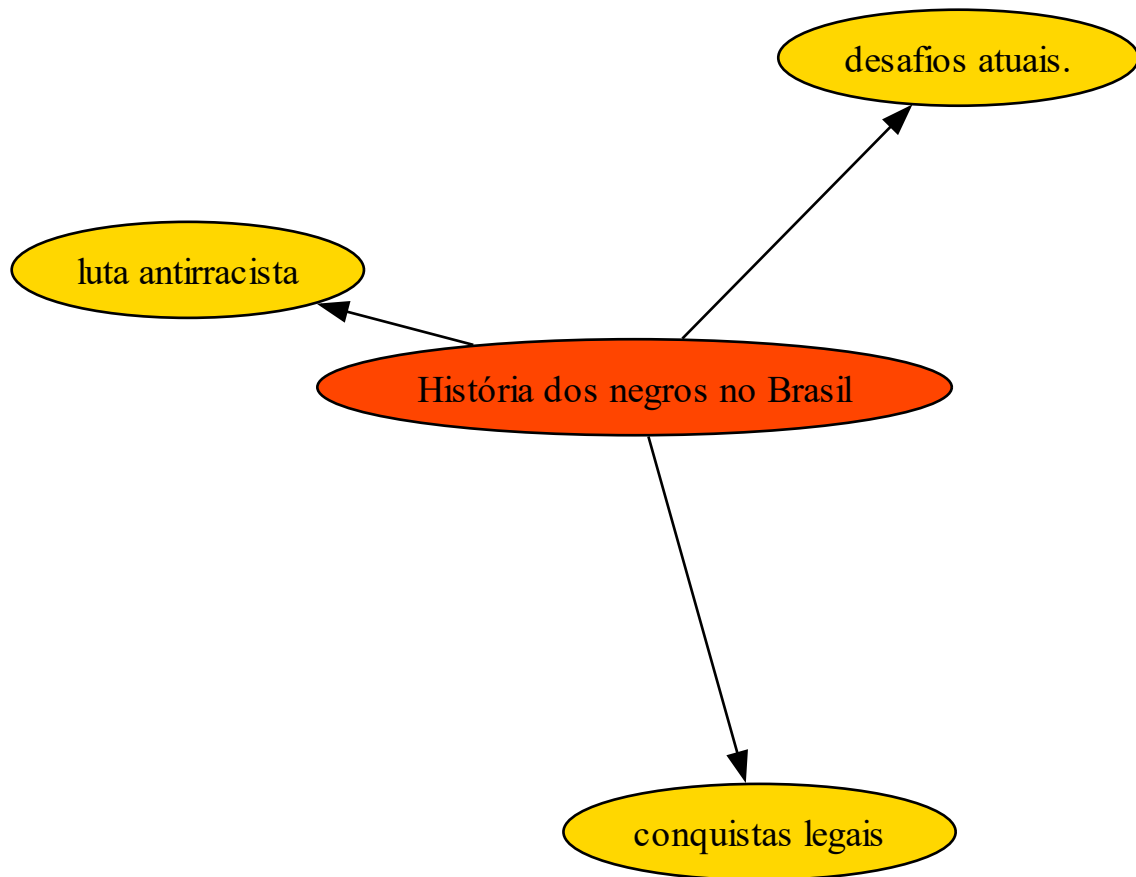 desafios atuais.
luta antirracista
História dos negros no Brasil
conquistas legais